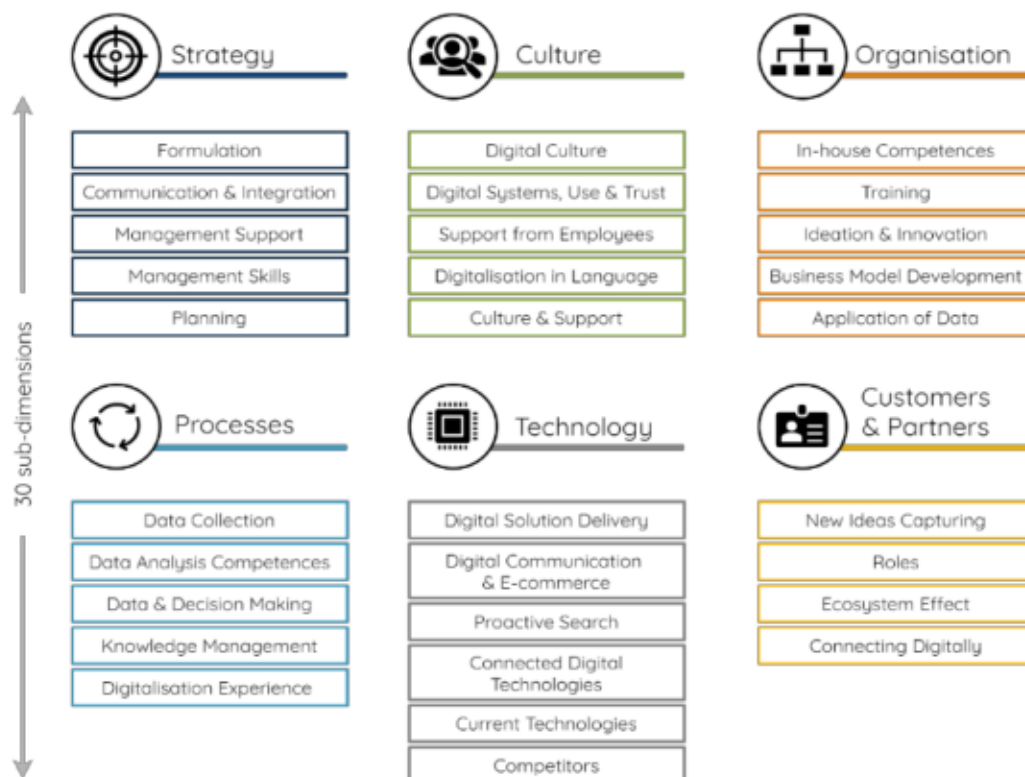 Strategy
Formulation
Communication & Integration
Management Support
Management Skills
Planning
Culture
Digital Culture
Digital Systems, Use & Trust
Support from Employees
Digitalisation in Language
Culture & Support
Organisation
In-house Competences
Training
Ideation & Innovation
Business Model Development
Application of Data
30 sub-dimensions
Processes
Data Collection
Data Analysis Competences
Data & Decision Making
Knowledge Management
Digitalisation Experience
Technology
Digital Solution Delivery
Digital Communication
& E-commerce
Proactive Search
Connected Digital
Technologies
Current Technologies
Competitors
Customers
& Partners
New Ideas Capturing
Roles
Ecosystem Effect
Connecting Digitally